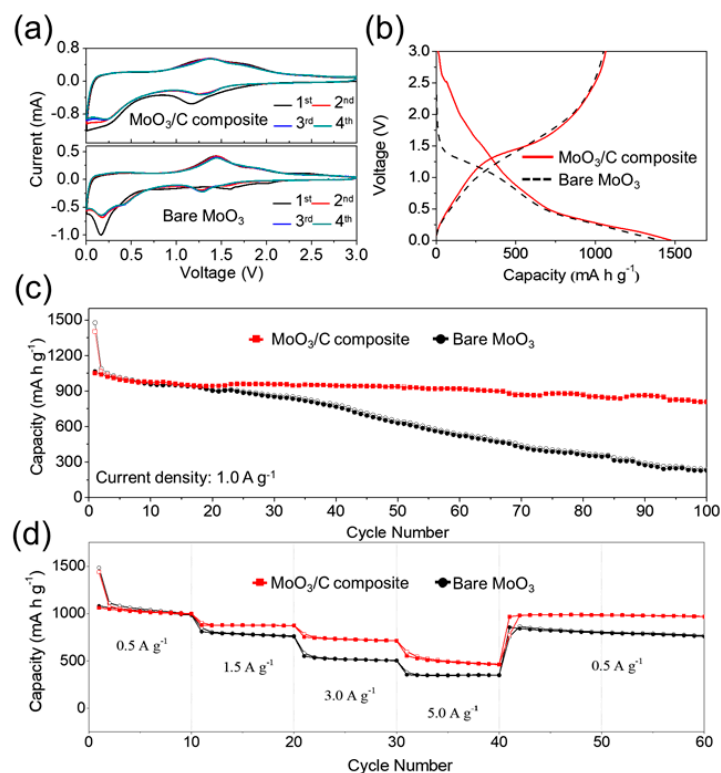 (a)
0.8
0.0
-0.8
1st 2nd
3rd 4th
MoO₃/C composite
0.5
0.0
-0.5
-1.0
1st 2nd
3rd 4th
Bare MoO₃
0.0 0.5 1.0 1.5 2.0 2.5 3.0
Voltage (V)
Current (mA)
(b)
3.0
2.5
2.0
1.5
1.0
0.5
0.0
MoO₃/C composite
Bare MoO₃
0 500 1000 1500
Capacity (mA h g⁻¹)
Voltage (V)
(c)
1500
1200
900
600
300
0
MoO₃/C composite Bare MoO₃
Current density: 1.0 A g⁻¹
0 10 20 30 40 50 60 70 80 90 100
Cycle Number
Capacity (mA h g⁻¹)
(d)
1500
1000
500
0
MoO₃/C composite Bare MoO₃
0.5 A g⁻¹
1.5 A g⁻¹
3.0 A g⁻¹
5.0 A g⁻¹
0.5 A g⁻¹
0 10 20 30 40 50 60
Cycle Number
Capacity (mA h g⁻¹)